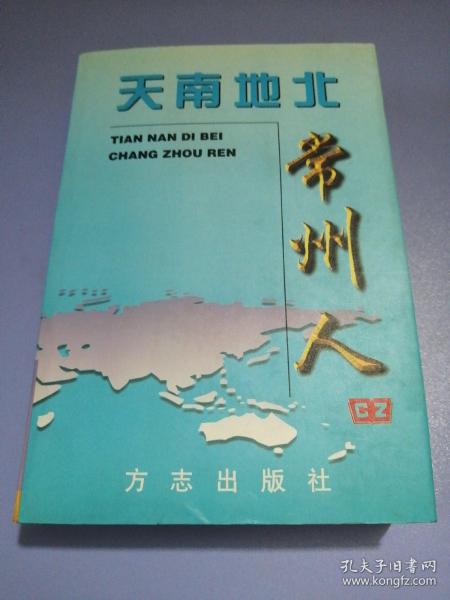 天南地北
TIAN NAN DI BEI
CHANG ZHOU REN
常州人
CZ
方志出版社
孔夫子旧书网
www.kongfz.com